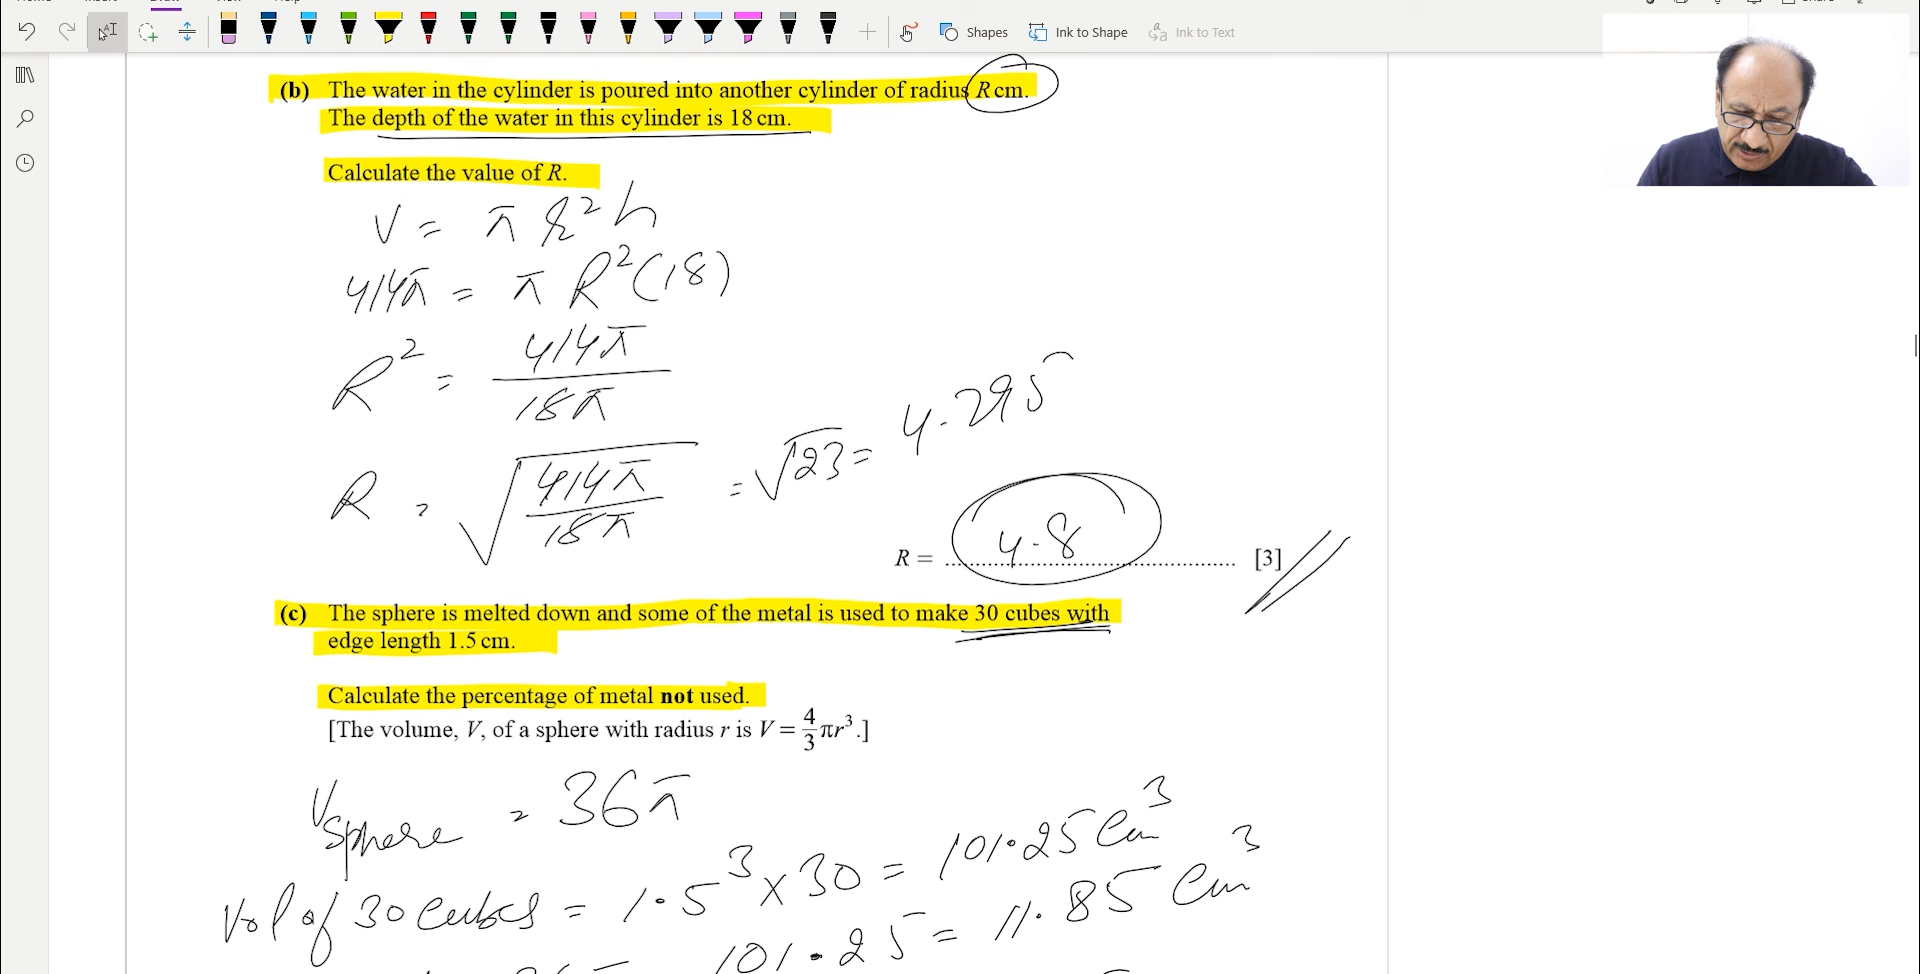 Shapes Ink to Shape Ink to Text
(b) The water in the cylinder is poured into another cylinder of radius R cm.
The depth of the water in this cylinder is 18 cm.
Calculate the value of R.
V = π r² h
414π = π R² (18)
R² = 414π / 18π
R = √(414π / 18π) = √23 = 4.295
4.8
R = ........................................ [3]
(c) The sphere is melted down and some of the metal is used to make 30 cubes with
edge length 1.5 cm.
Calculate the percentage of metal not used.
[The volume, V, of a sphere with radius r is V = 4/3 πr³.]
Vsphere = 36π
Vol of 30 cubes = 1.5³ × 30 = 101.25 cm³
101.25 = 11.85 cm³